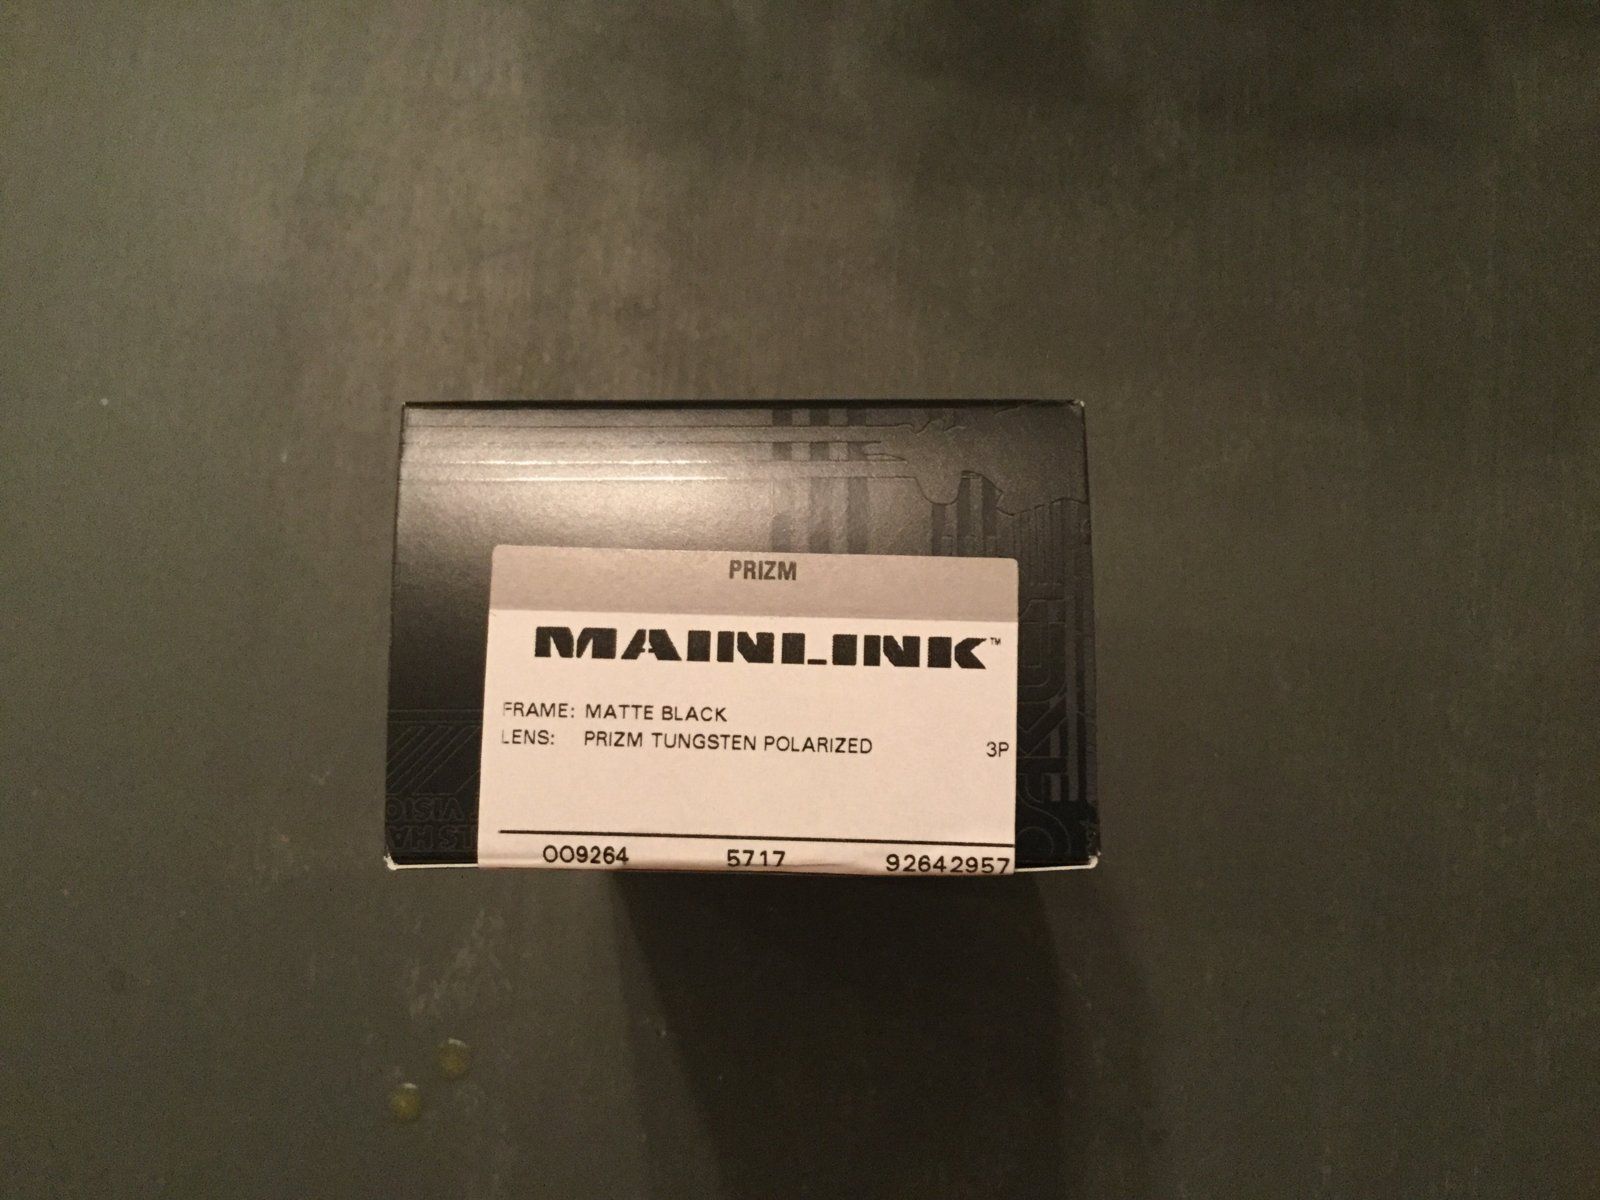 PRIZM
MAINLINK™
FRAME: MATTE BLACK
LENS: PRIZM TUNGSTEN POLARIZED 3P
OO9264 5717 92642957